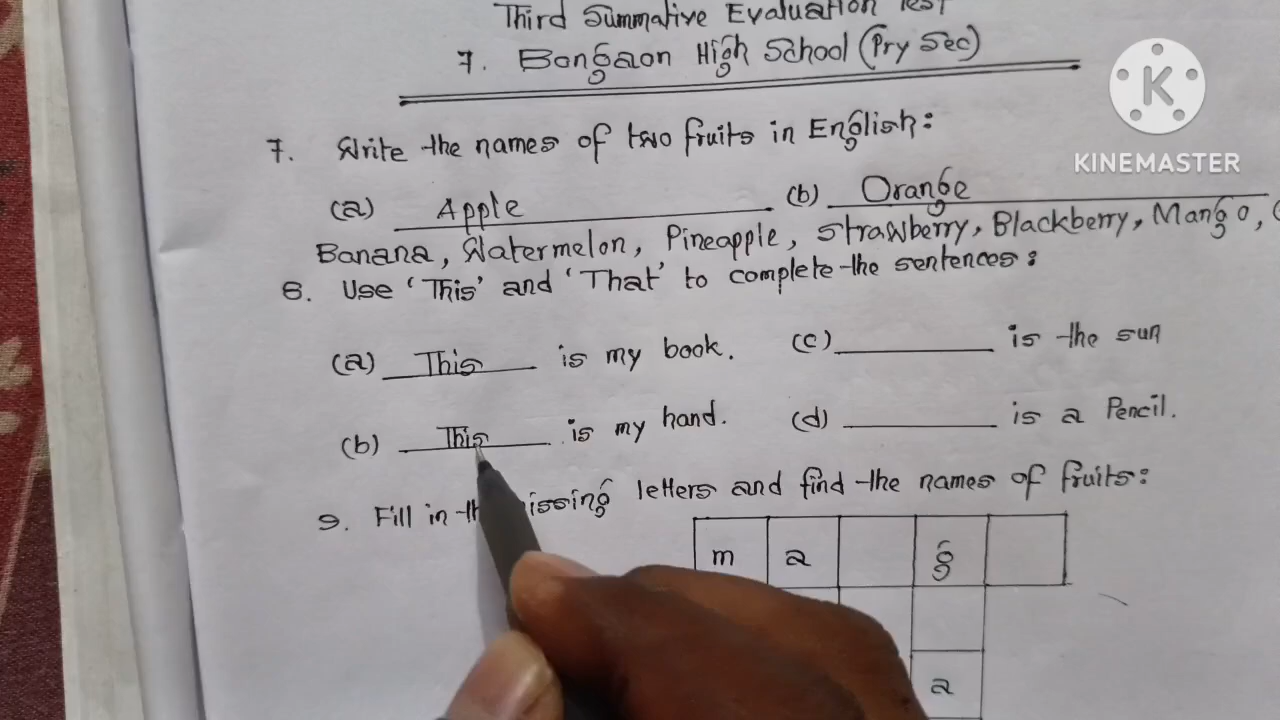 Third Summative Evaluation Test
7. Bongaon High School (Pry Sec)
K
KINEMASTER
7. Write the names of two fruits in English:
(a) Apple (b) Orange
Banana, Watermelon, Pineapple, Strawberry, Blackberry, Mango,
8. Use 'This' and 'That' to complete the sentences:
(a) This is my book. (c) is the sun
(b) This is my hand. (d) is a Pencil.
9. Fill in the missing letters and find the names of fruits:
m a g
a